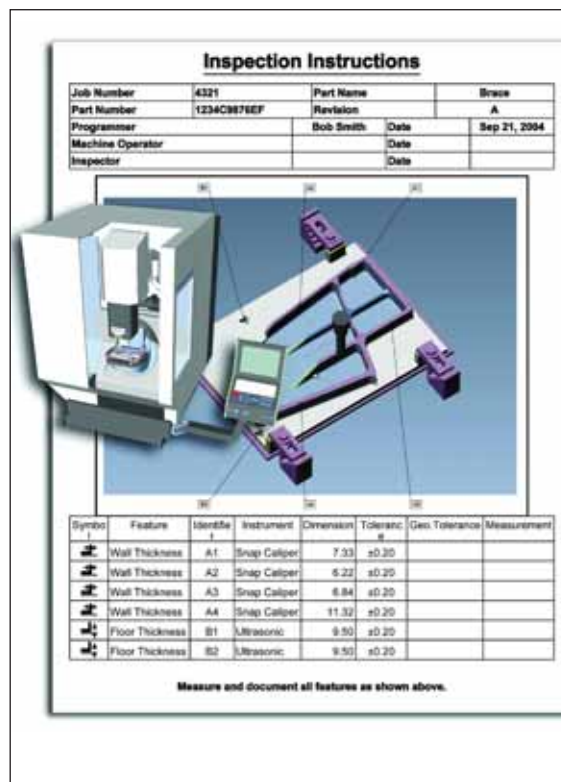 Inspection Instructions
Job Number 4321 Part Name Brace
Part Number 1234C9876EF Revision A
Programmer Bob Smith Date Sep 21, 2004
Machine Operator Date
Inspector Date
Symbol Feature Identifier Instrument Dimension Tolerance Geo. Tolerance Measurement
Wall Thickness A1 Snap Caliper 7.33 ±0.20
Wall Thickness A2 Snap Caliper 6.22 ±0.20
Wall Thickness A3 Snap Caliper 6.84 ±0.20
Wall Thickness A4 Snap Caliper 11.32 ±0.20
Floor Thickness B1 Ultrasonic 9.50 ±0.20
Floor Thickness B2 Ultrasonic 9.50 ±0.20
Measure and document all features as shown above.